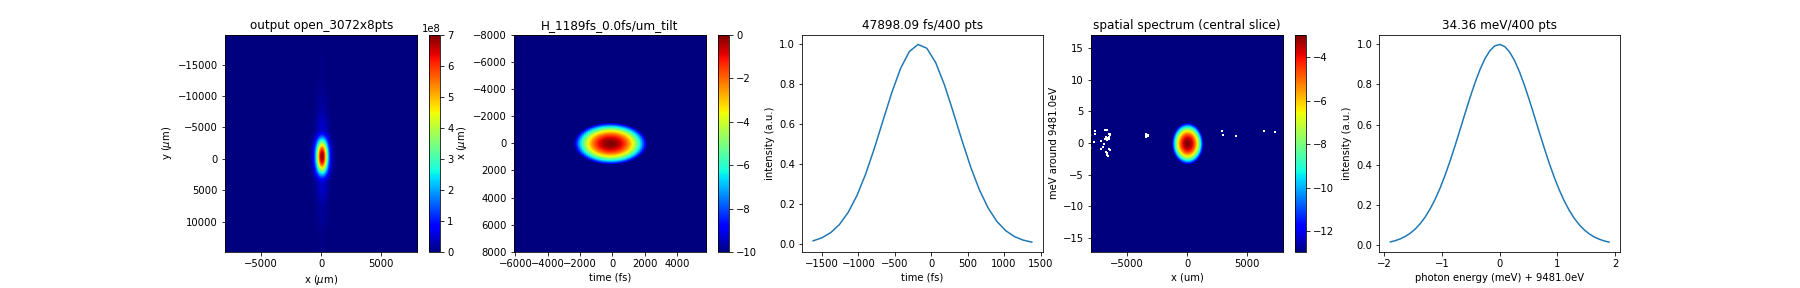 output open_3072x8pts
1e8
−15000
−10000
−5000
0
5000
10000
y (μm)
−5000
0
5000
x (μm)
7
6
5
4
3
2
1
0
H_1189fs_0.0fs/um_tilt
−8000
−6000
−4000
−2000
0
2000
4000
6000
8000
x (μm)
−6000 −4000 −2000 0 2000 4000
time (fs)
0
−2
−4
−6
−8
−10
47898.09 fs/400 pts
1.0
0.8
0.6
0.4
0.2
0.0
intensity (a.u.)
−1500 −1000 −500 0 500 1000 1500
time (fs)
spatial spectrum (central slice)
15
10
5
0
−5
−10
−15
meV around 9481.0eV
−5000 0 5000
x (um)
−4
−6
−8
−10
−12
34.36 meV/400 pts
1.0
0.8
0.6
0.4
0.2
0.0
intensity (a.u.)
−2 −1 0 1 2
photon energy (meV) + 9481.0eV